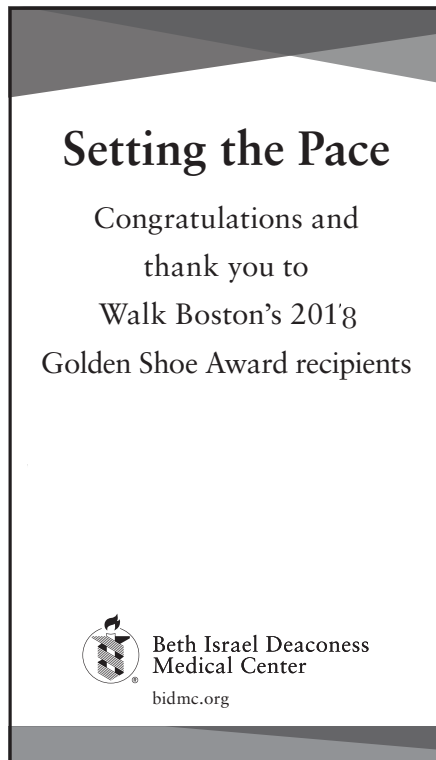 Setting the Pace
Congratulations and
thank you to
Walk Boston's 2018
Golden Shoe Award recipients
®
Beth Israel Deaconess
Medical Center
bidmc.org